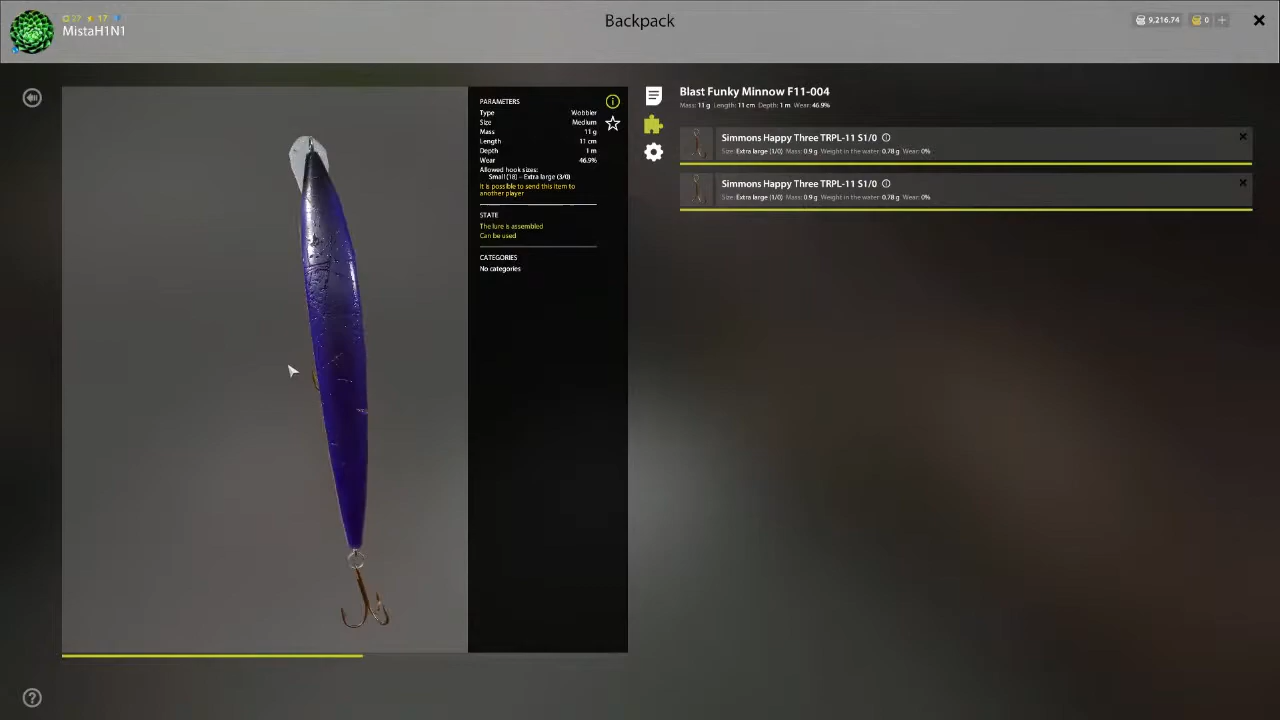 27 17
MistaH1N1
Backpack
9,216.74 0
PARAMETERS
Type Wobbler
Size Medium
Mass 11 g
Length 11 cm
Depth 1 m
Wear 46.9%
Allowed hook sizes:
Small (18) – Extra large (3/0)
It is possible to send this item to
another player
STATE
The lure is assembled
Can be used
CATEGORIES
No categories
Blast Funky Minnow F11-004
Mass: 11 g Length: 11 cm Depth: 1 m Wear: 46.9%
Simmons Happy Three TRPL-11 S1/0
Size: Extra large (1/0) Mass: 0.9 g Weight in the water: 0.78 g Wear: 0%
Simmons Happy Three TRPL-11 S1/0
Size: Extra large (1/0) Mass: 0.9 g Weight in the water: 0.78 g Wear: 0%